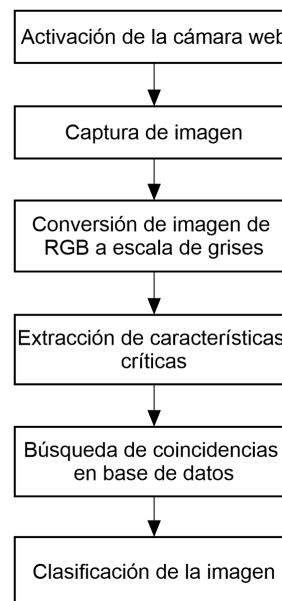 Activación de la cámara web
Captura de imagen
Conversión de imagen de
RGB a escala de grises
Extracción de características
críticas
Búsqueda de coincidencias
en base de datos
Clasificación de la imagen